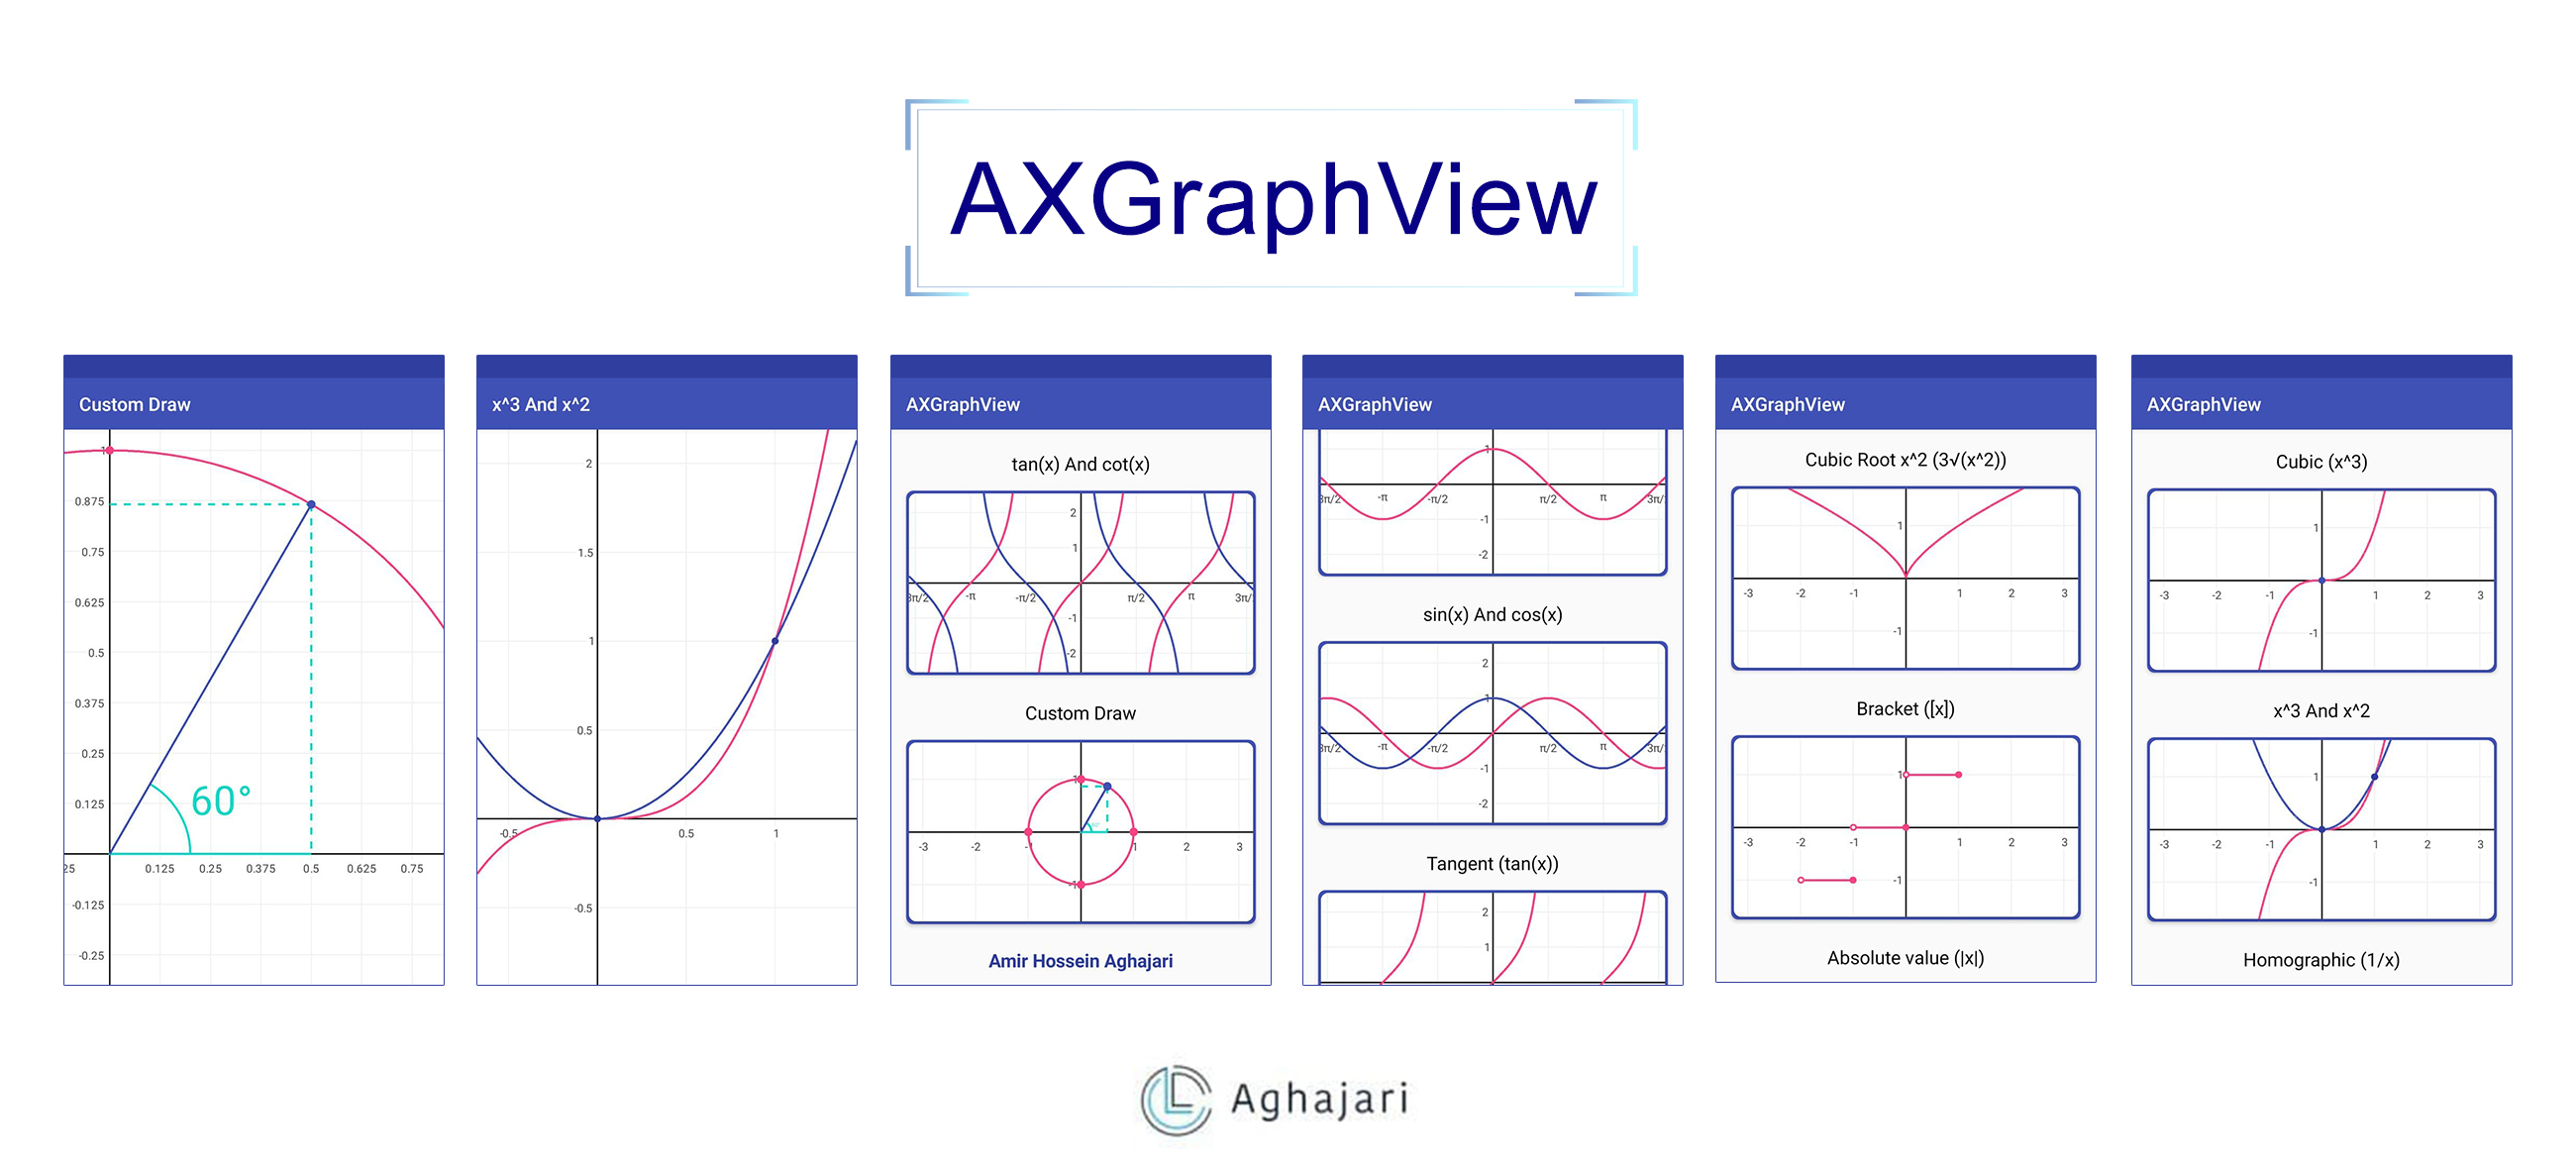 AXGraphView
Custom Draw
1
0.875
0.75
0.625
0.5
0.375
0.25
0.125
60°
25 0.125 0.25 0.375 0.5 0.625 0.75
-0.125
-0.25
x^3 And x^2
2
1.5
1
0.5
-0.5 0.5 1
-0.5
AXGraphView
tan(x) And cot(x)
2
1
3π/2 -π -π/2 π/2 π 3π/
-1
-2
Custom Draw
1
-3 -2 -1 1 2 3
-1
Amir Hossein Aghajari
AXGraphView
1
3π/2 -π -π/2 π/2 π 3π/
-1
-2
sin(x) And cos(x)
2
1
3π/2 -π -π/2 π/2 π 3π/
-1
-2
Tangent (tan(x))
2
1
AXGraphView
Cubic Root x^2 (3√(x^2))
1
-3 -2 -1 1 2 3
-1
Bracket ([x])
1
-3 -2 -1 1 2 3
-1
Absolute value (|x|)
AXGraphView
Cubic (x^3)
1
-3 -2 -1 1 2 3
-1
x^3 And x^2
1
-3 -2 -1 1 2 3
-1
Homographic (1/x)
Aghajari